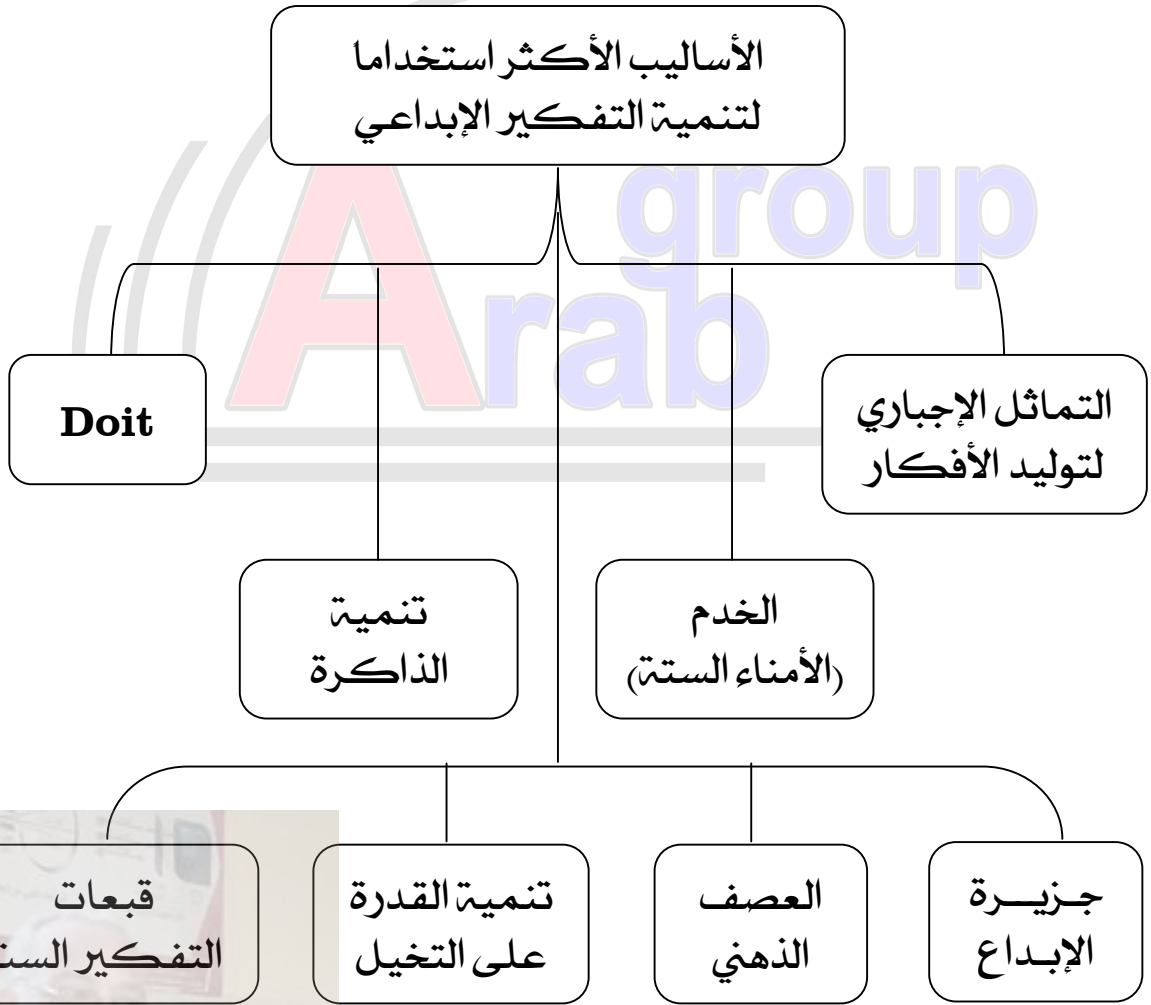 الأساليب الأكثر استخداما
لتنمية التفكير الإبداعي
group
Arab
التماثل الإجباري
لتوليد الأفكار
Doit
الخدم
(الأمناء الستة)
تنمية
الذاكرة
جزيرة
الإبداع
العصف
الذهني
تنمية القدرة
على التخيل
قبعات
التفكير